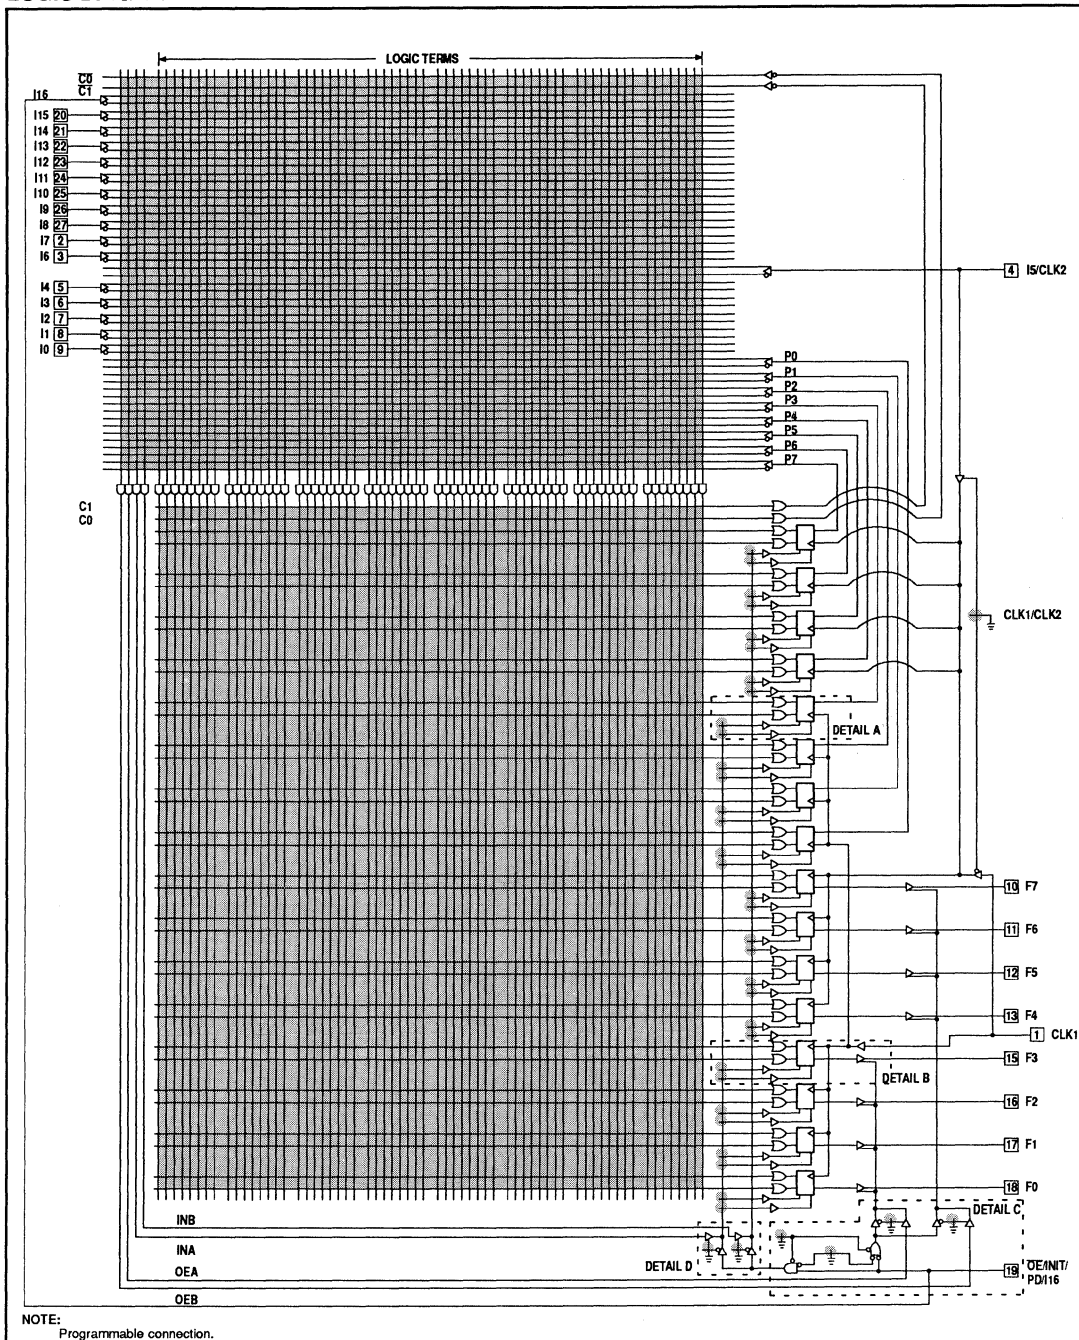 LOGIC TERMS
C0
C1
I16
I15 20
I14 21
I13 22
I12 23
I11 24
I10 25
I9 26
I8 27
I7 2
I6 3
4 I5/CLK2
I4 5
I3 6
I2 7
I1 8
I0 9
P0
P1
P2
P3
P4
P5
P6
P7
C1
C0
CLK1/CLK2
DETAIL A
10 F7
11 F6
12 F5
13 F4
1 CLK1
15 F3
DETAIL B
16 F2
17 F1
18 F0
DETAIL C
INB
INA
DETAIL D
OEA
19 OE/INIT/
PD/I16
OEB
NOTE:
Programmable connection.